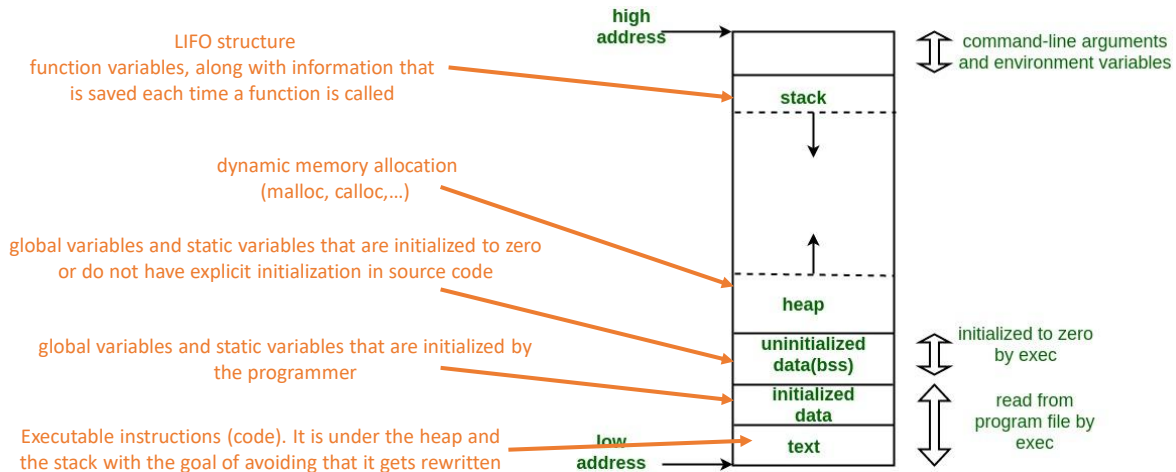 high
address
command-line arguments
and environment variables
LIFO structure
function variables, along with information that
is saved each time a function is called
stack
dynamic memory allocation
(malloc, calloc,…)
global variables and static variables that are initialized to zero
or do not have explicit initialization in source code
heap
uninitialized
data(bss)
initialized to zero
by exec
global variables and static variables that are initialized by
the programmer
initialized
data
read from
program file by
exec
Executable instructions (code). It is under the heap and
the stack with the goal of avoiding that it gets rewritten
low
address
text